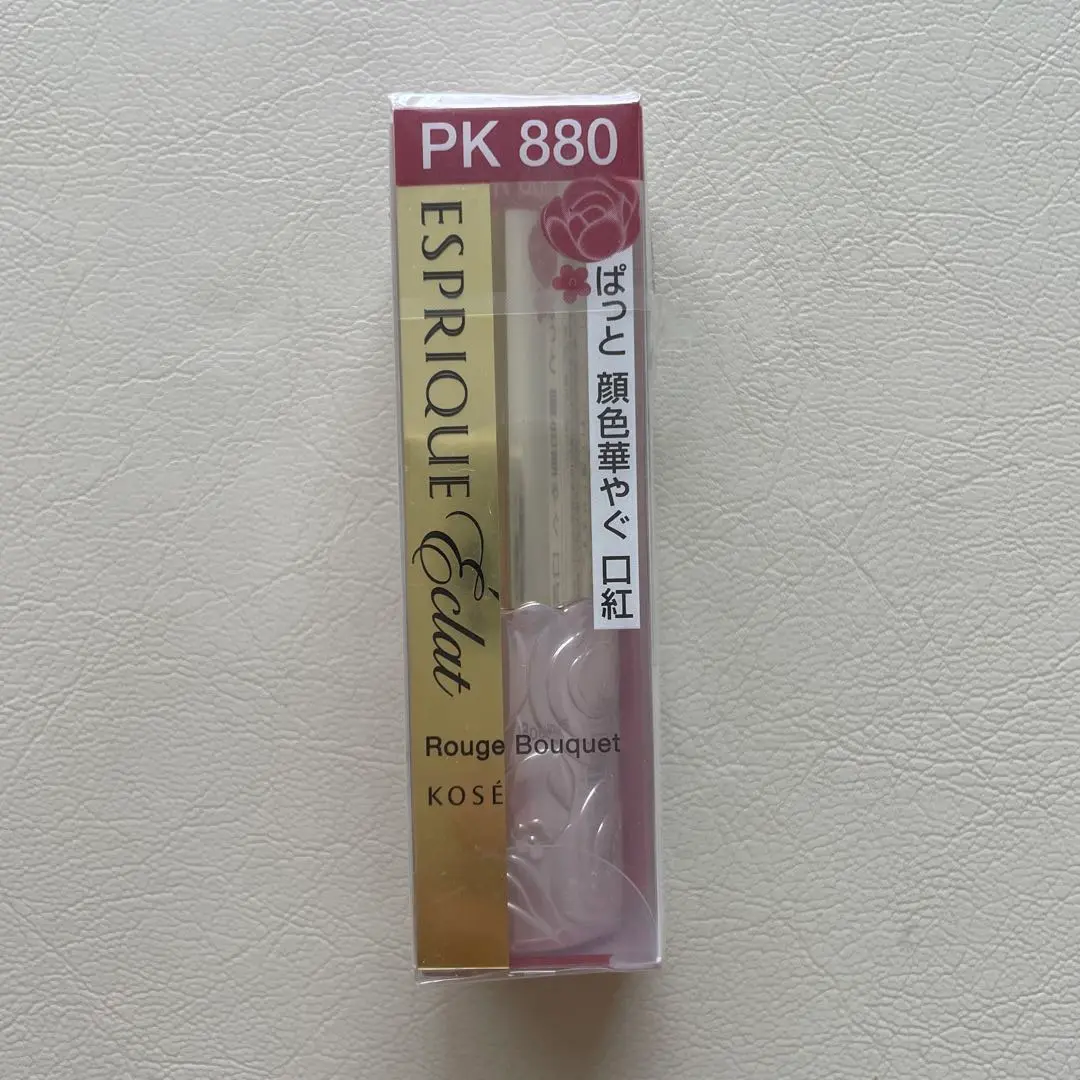 PK 880
ESPRIQUE
Éclat
ぱっと 顔色華やぐ 口紅
Rouge Bouquet
KOSÉ